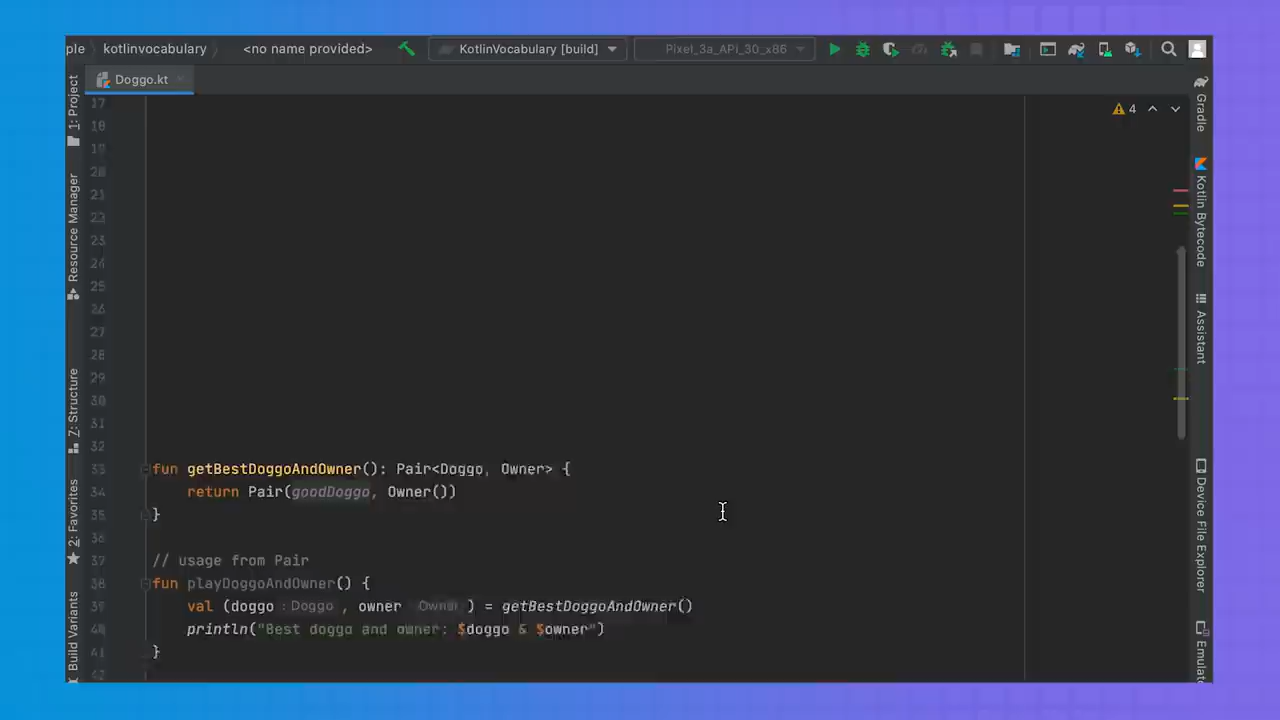 ple 〉 kotlinvocabulary 〉 <no name provided> KotlinVocabulary [build] Pixel_3a_API_30_x86
Doggo.kt
4
1: Project
Resource Manager
7: Structure
2: Favorites
Build Variants
17
18
19
20
21
22
23
24
25
26
27
28
29
30
31
32
33 fun getBestDoggoAndOwner(): Pair<Doggo, Owner> {
34 return Pair(goodDoggo, Owner())
35 }
36
37 // usage from Pair
38 fun playDoggoAndOwner() {
39 val (doggo : Doggo , owner Owner ) = getBestDoggoAndOwner()
40 println("Best doggo and owner: $doggo & $owner")
41 }
42
Gradle
Kotlin Bytecode
Assistant
Device File Explorer
Emulato